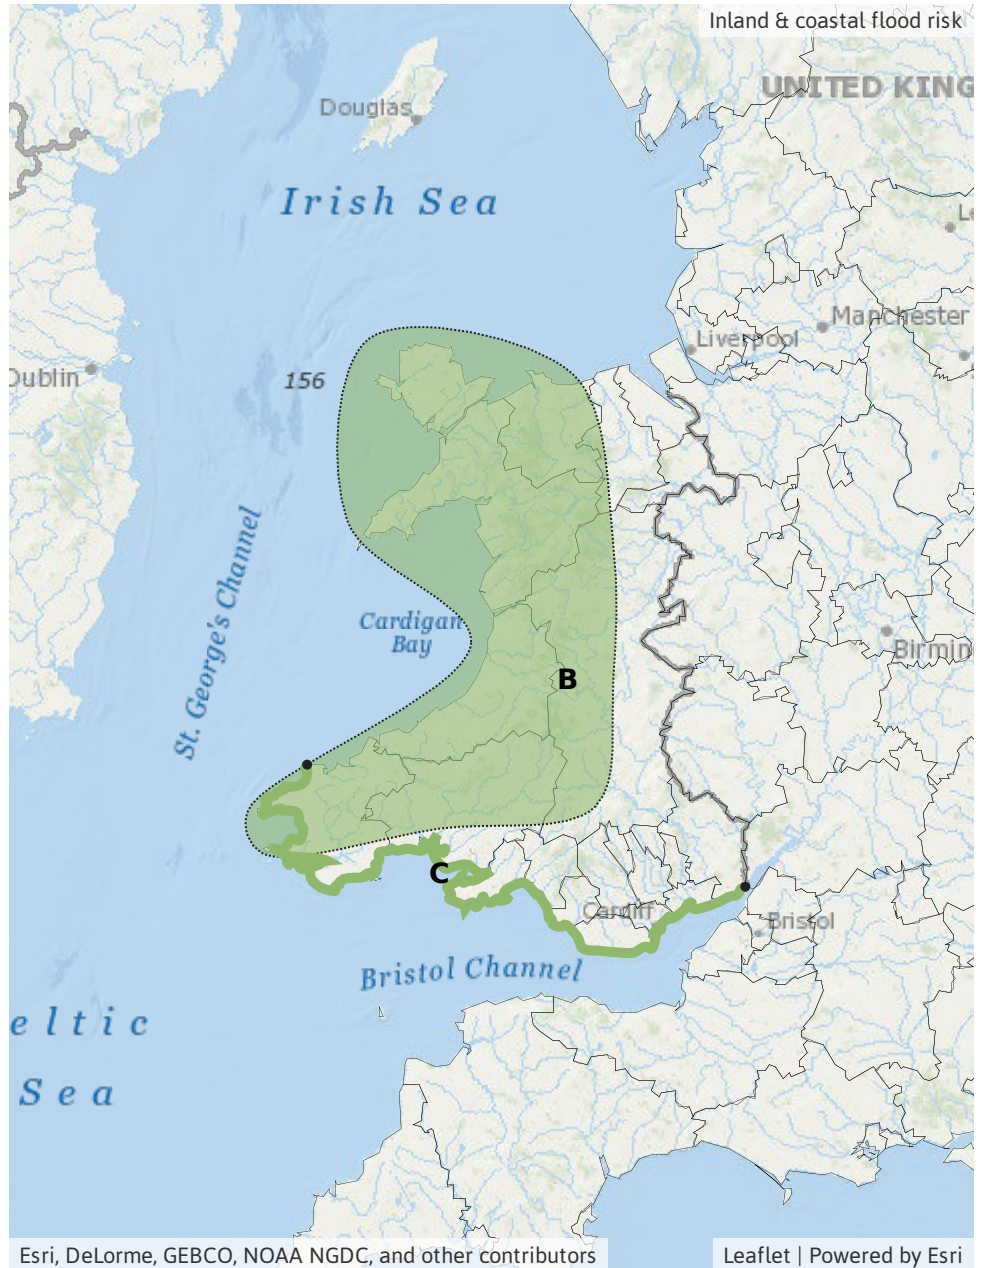 Inland & coastal flood risk
UNITED KING
Douglas
Irish Sea
Le
Manchester
Liverpool
Dublin
156
St. George's Channel
Cardigan
Bay
Birmin
B
C
Cardiff
Bristol
Bristol Channel
eltic
Sea
Esri, DeLorme, GEBCO, NOAA NGDC, and other contributors
Leaflet | Powered by Esri